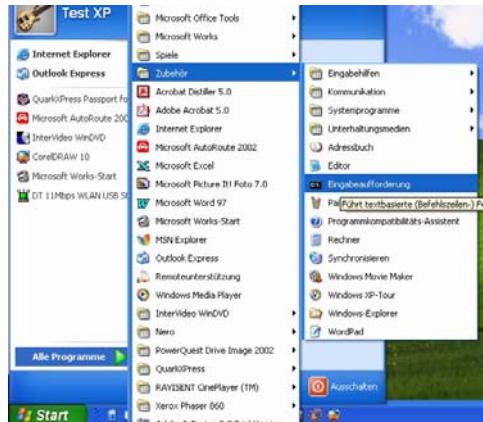 Test XP
Internet Explorer
Outlook Express
QuarkXPress Passport fo
Microsoft AutoRoute 200
InterVideo WinDVD
CorelDRAW 10
Microsoft Works-Start
DT 11Mbps WLAN USB St
Alle Programme
Start
Microsoft Office Tools
Microsoft Works
Spiele
Zubehör
Acrobat Distiller 5.0
Adobe Acrobat 5.0
Internet Explorer
Microsoft AutoRoute 2002
Microsoft Excel
Microsoft Picture It! Foto 7.0
Microsoft Word 97
Microsoft Works-Start
MSN Explorer
Outlook Express
Remoteunterstützung
Windows Media Player
InterVideo WinDVD
Nero
PowerQuest Drive Image 2002
QuarkXPress
RAVISENT CinePlayer (TM)
Xerox Phaser 860
Eingabehilfen
Kommunikation
Systemprogramme
Unterhaltungsmedien
Adressbuch
Editor
Eingabeaufforderung
Pa
Führt textbasierte (Befehlszeilen-) F
Programmkompatibilitäts-Assistent
Rechner
Synchronisieren
Windows Movie Maker
Windows XP-Tour
Windows-Explorer
WordPad
Ausschalten